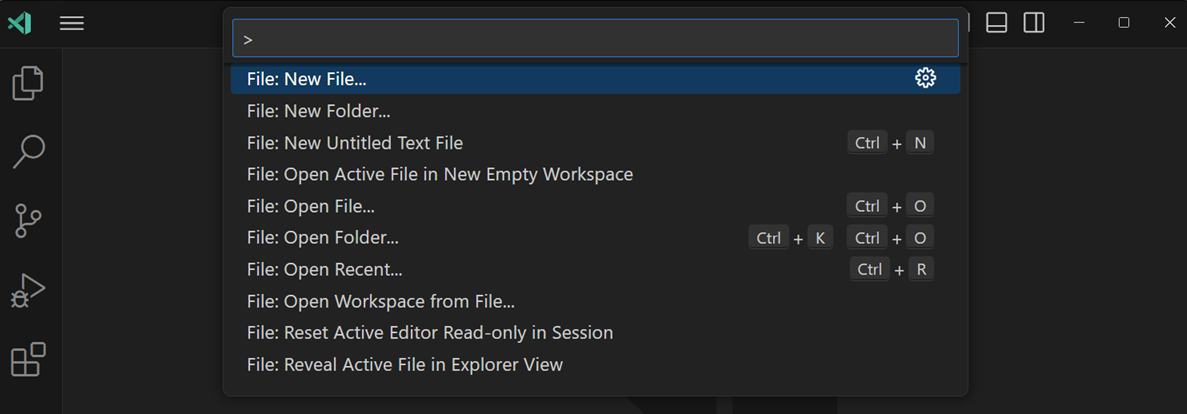 >
File: New File...
File: New Folder...
File: New Untitled Text File Ctrl + N
File: Open Active File in New Empty Workspace
File: Open File... Ctrl + O
File: Open Folder... Ctrl + K Ctrl + O
File: Open Recent... Ctrl + R
File: Open Workspace from File...
File: Reset Active Editor Read-only in Session
File: Reveal Active File in Explorer View